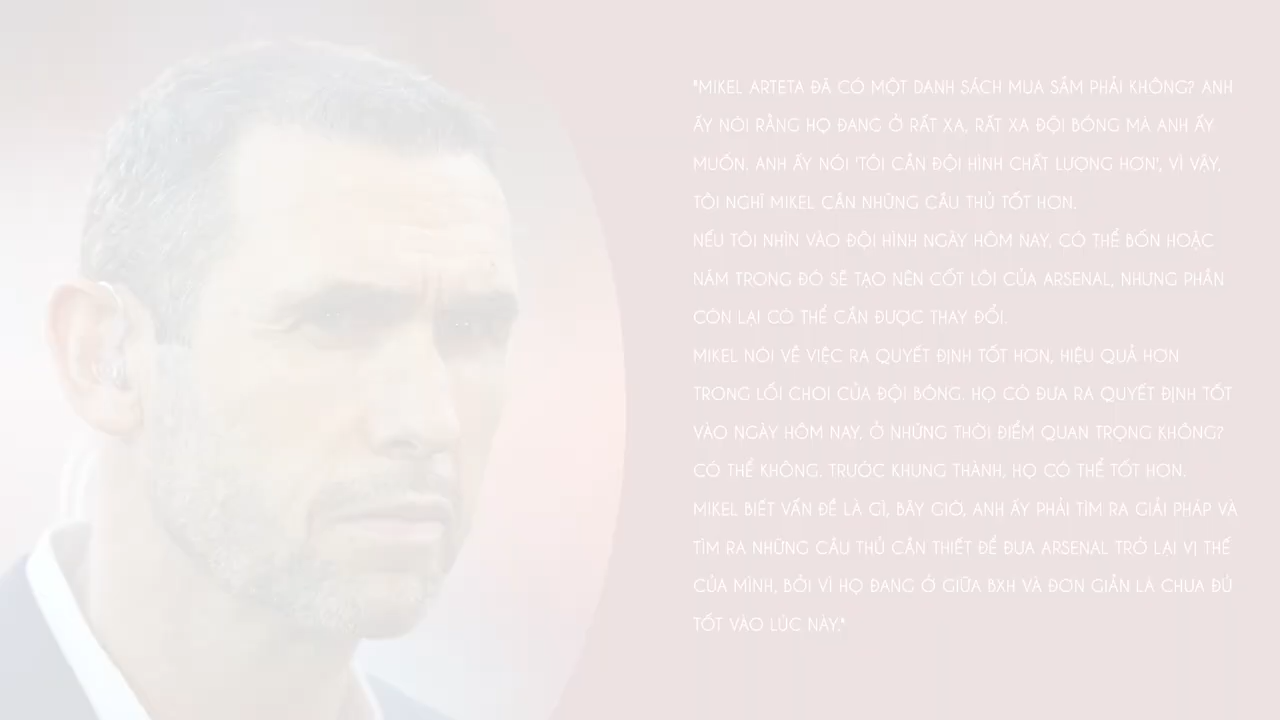 "MIKEL ARTETA ĐÃ CÓ MỘT DANH SÁCH MUA SẮM PHẢI KHÔNG? ANH
ẤY NÓI RẰNG HỌ ĐANG Ở RẤT XA, RẤT XA ĐỘI BÓNG MÀ ANH ẤY
MUỐN. ANH ẤY NÓI 'TÔI CẦN ĐỘI HÌNH CHẤT LƯỢNG HƠN', VÌ VẬY,
TÔI NGHĨ MIKEL CẦN NHỮNG CẦU THỦ TỐT HƠN.
NẾU TÔI NHÌN VÀO ĐỘI HÌNH NGÀY HÔM NAY, CÓ THỂ BỐN HOẶC
NĂM TRONG ĐÓ SẼ TẠO NÊN CỐT LÕI CỦA ARSENAL, NHƯNG PHẦN
CÒN LẠI CÓ THỂ CẦN ĐƯỢC THAY ĐỔI.
MIKEL NÓI VỀ VIỆC RA QUYẾT ĐỊNH TỐT HƠN, HIỆU QUẢ HƠN
TRONG LỐI CHƠI CỦA ĐỘI BÓNG. HỌ CÓ ĐƯA RA QUYẾT ĐỊNH TỐT
VÀO NGÀY HÔM NAY, Ở NHỮNG THỜI ĐIỂM QUAN TRỌNG KHÔNG?
CÓ THỂ KHÔNG. TRƯỚC KHUNG THÀNH, HỌ CÓ THỂ TỐT HƠN.
MIKEL BIẾT VẤN ĐỀ LÀ GÌ, BÂY GIỜ, ANH ẤY PHẢI TÌM RA GIẢI PHÁP VÀ
TÌM RA NHỮNG CẦU THỦ CẦN THIẾT ĐỂ ĐƯA ARSENAL TRỞ LẠI VỊ THẾ
CỦA MÌNH, BỞI VÌ HỌ ĐANG Ở GIỮA BXH VÀ ĐƠN GIẢN LÀ CHƯA ĐỦ
TỐT VÀO LÚC NÀY."